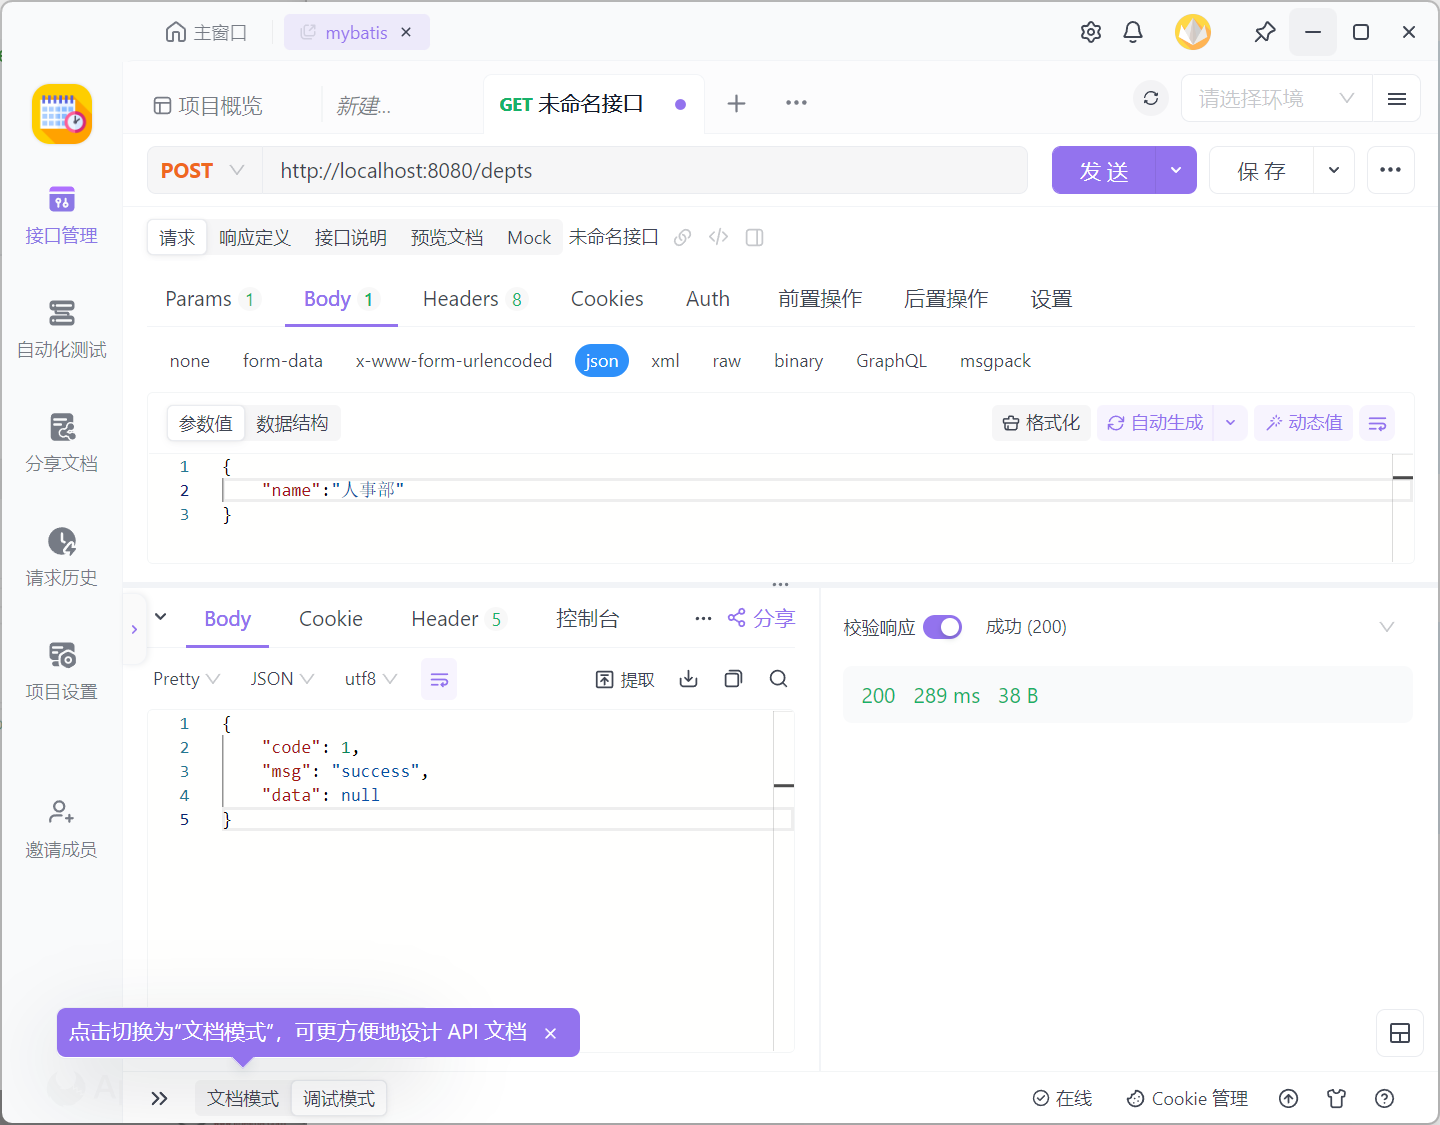 主窗口
mybatis
项目概览
新建...
GET 未命名接口
请选择环境
POST
http://localhost:8080/depts
发 送
保 存
接口管理
自动化测试
分享文档
请求历史
项目设置
邀请成员
请求
响应定义
接口说明
预览文档
Mock
未命名接口
Params 1
Body 1
Headers 8
Cookies
Auth
前置操作
后置操作
设置
none
form-data
x-www-form-urlencoded
json
xml
raw
binary
GraphQL
msgpack
参数值
数据结构
格式化
自动生成
动态值
1 {
2 "name":"人事部"
3 }
Body
Cookie
Header 5
控制台
分享
Pretty
JSON
utf8
提取
1 {
2 "code": 1,
3 "msg": "success",
4 "data": null
5 }
校验响应
成功 (200)
200 289 ms 38 B
点击切换为“文档模式“，可更方便地设计 API 文档
文档模式
调试模式
在线
Cookie 管理